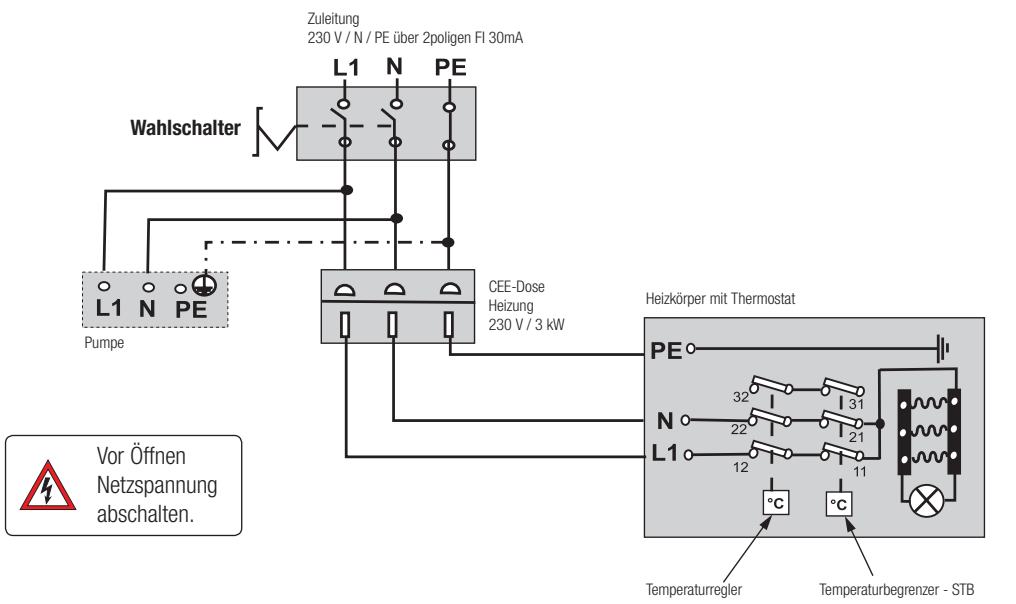 Zuleitung
230 V / N / PE über 2poligen FI 30mA
L1 N PE
Wahlschalter
L1 N PE
Pumpe
CEE-Dose
Heizung
230 V / 3 kW
Heizkörper mit Thermostat
PE
32 31
N
22 21
L1
12 11
°C °C
Temperaturregler
Temperaturbegrenzer - STB
Vor Öffnen
Netzspannung
abschalten.